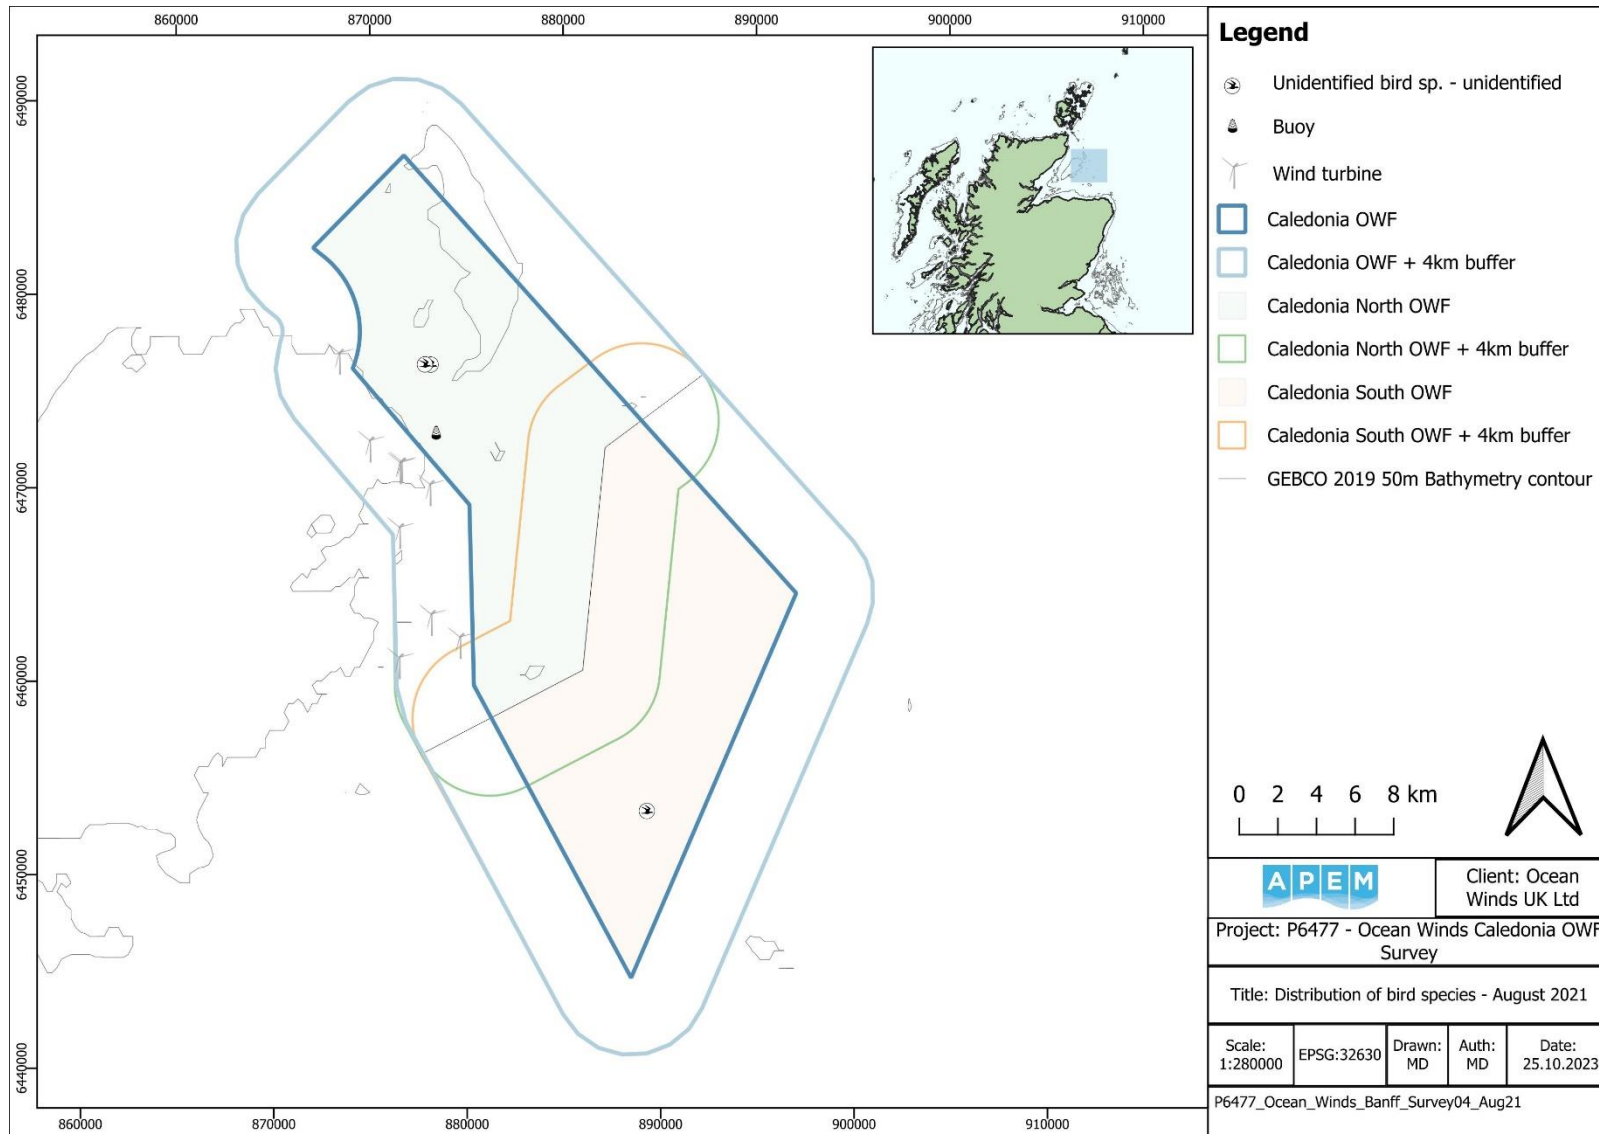 860000 870000 880000 890000 900000 910000
6490000
6480000
6470000
6460000
6450000
6440000
860000 870000 880000 890000 900000 910000
Legend
Unidentified bird sp. - unidentified
Buoy
Wind turbine
Caledonia OWF
Caledonia OWF + 4km buffer
Caledonia North OWF
Caledonia North OWF + 4km buffer
Caledonia South OWF
Caledonia South OWF + 4km buffer
GEBCO 2019 50m Bathymetry contour
0 2 4 6 8 km
APEM
Client: Ocean
Winds UK Ltd
Project: P6477 - Ocean Winds Caledonia OWF
Survey
Title: Distribution of bird species - August 2021
Scale:
1:280000
EPSG:32630
Drawn:
MD
Auth:
MD
Date:
25.10.2023
P6477_Ocean_Winds_Banff_Survey04_Aug21